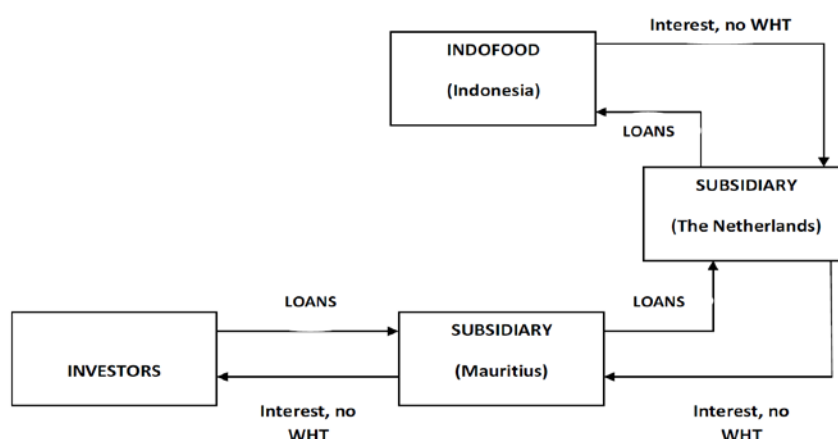 Interest, no WHT
INDOFOOD
(Indonesia)
LOANS
SUBSIDIARY
(The Netherlands)
LOANS
LOANS
SUBSIDIARY
(Mauritius)
INVESTORS
Interest, no
WHT
Interest, no
WHT